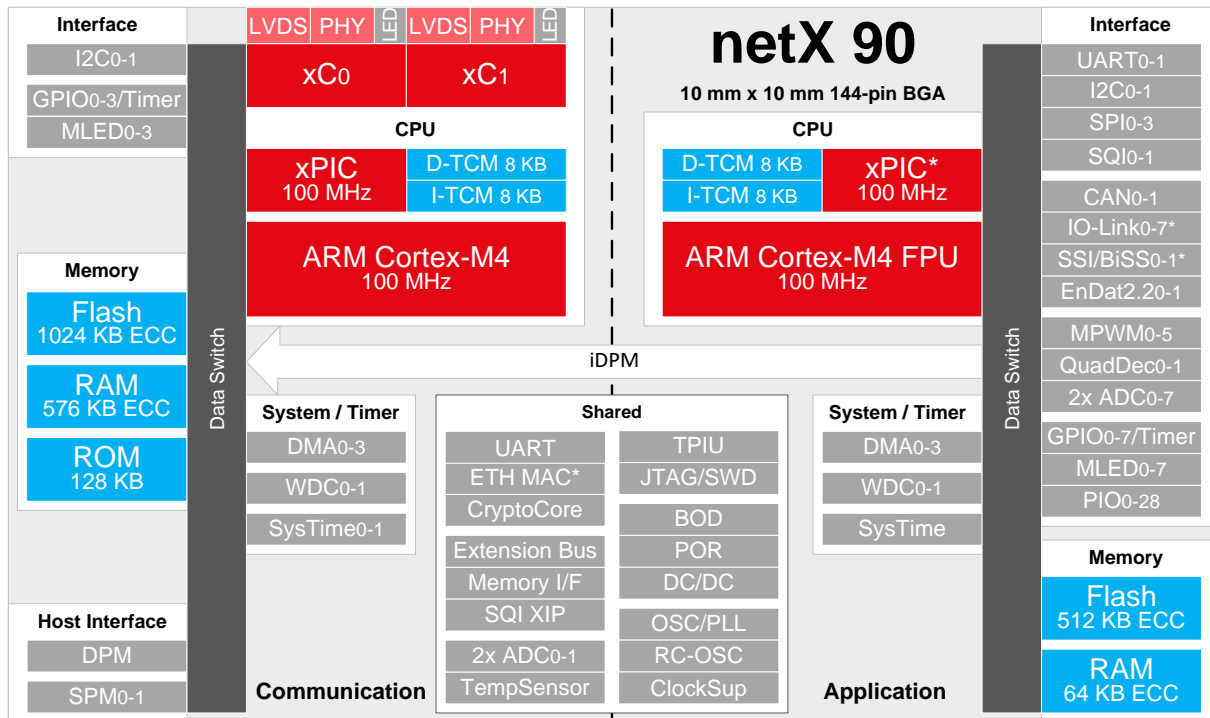 netX 90
10 mm x 10 mm 144-pin BGA
Interface
I2C0-1
GPIO0-3/Timer
MLED0-3
Memory
Flash
1024 KB ECC
RAM
576 KB ECC
ROM
128 KB
Host Interface
DPM
SPM0-1
Data Switch
LVDS PHY LED LVDS PHY LED
xC0 xC1
CPU
xPIC
100 MHz
D-TCM 8 KB
I-TCM 8 KB
ARM Cortex-M4
100 MHz
CPU
D-TCM 8 KB
I-TCM 8 KB
xPIC*
100 MHz
ARM Cortex-M4 FPU
100 MHz
iDPM
System / Timer
DMA0-3
WDC0-1
SysTime0-1
Communication
Shared
UART
ETH MAC*
CryptoCore
Extension Bus
Memory I/F
SQI XIP
2x ADC0-1
TempSensor
TPIU
JTAG/SWD
BOD
POR
DC/DC
OSC/PLL
RC-OSC
ClockSup
System / Timer
DMA0-3
WDC0-1
SysTime
Application
Data Switch
Interface
UART0-1
I2C0-1
SPI0-3
SQI0-1
CAN0-1
IO-Link0-7*
SSI/BiSS0-1*
EnDat2.20-1
MPWM0-5
QuadDec0-1
2x ADC0-7
GPIO0-7/Timer
MLED0-7
PIO0-28
Memory
Flash
512 KB ECC
RAM
64 KB ECC